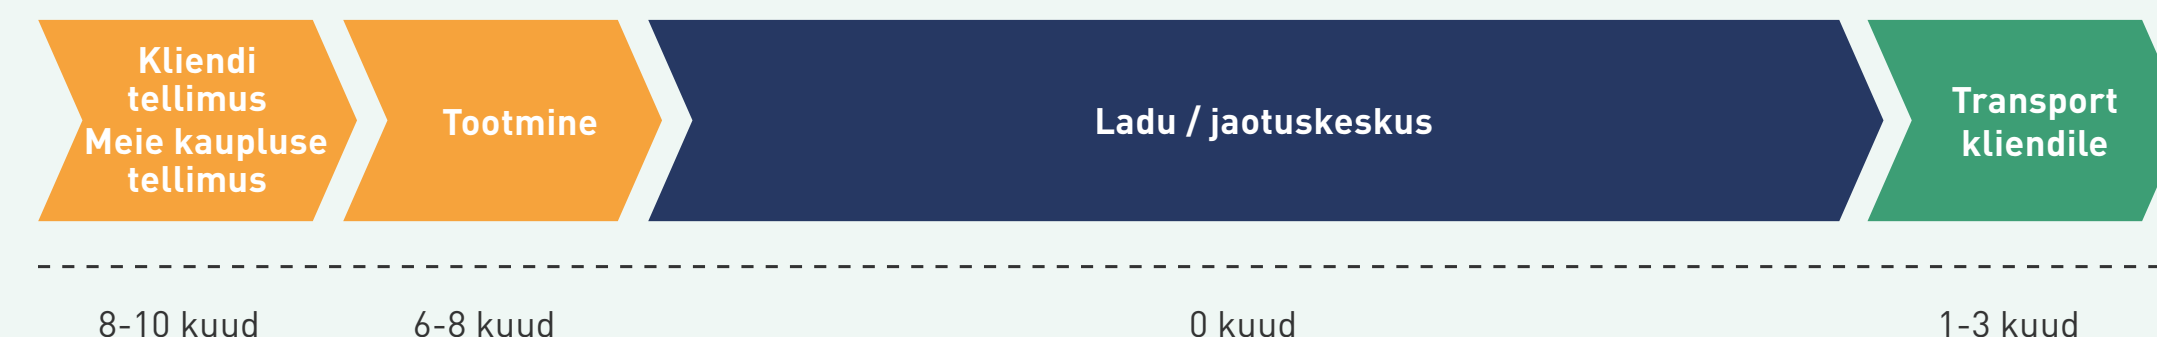 Kliendi
tellimus
Meie kaupluse
tellimus
Tootmine
Ladu / jaotuskeskus
Transport
kliendile
8-10 kuud
6-8 kuud
0 kuud
1-3 kuud